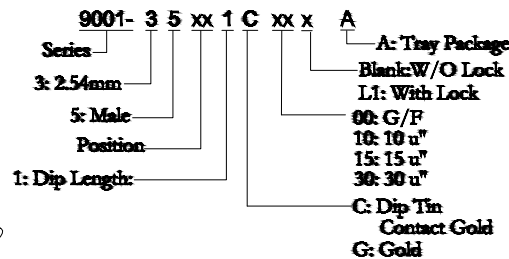 9001- 3 5 xx 1 C xx x A
Series
A: Tray Package
3: 2.54mm
Blank:W/O Lock
L1: With Lock
5: Male
00: G/F
10: 10 u"
Position
15: 15 u"
1: Dip Length:
30: 30 u"
C: Dip Tin
Contact Gold
G: Gold